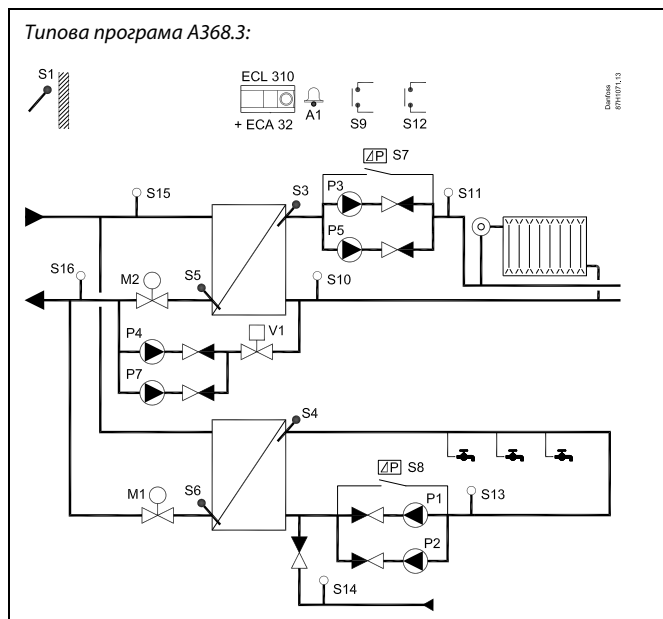 Типова програма A368.3:
S1
ECL 310
+ ECA 32
A1
S9
S12
Danfoss
87H1071.13
⊿P S7
S15
S3
P3
S11
P5
S16
M2
S5
S10
P4
V1
P7
S4
⊿P S8
M1
S6
P1
S13
P2
S14